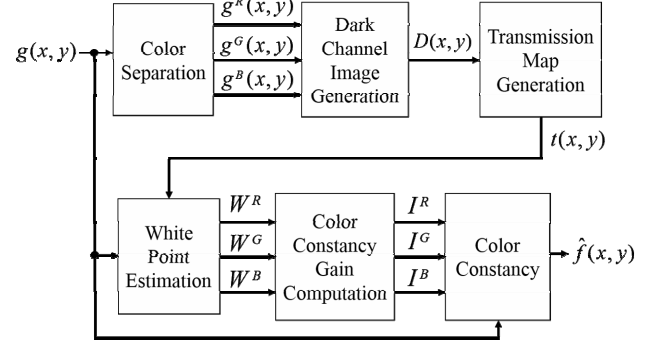 g^R(x, y)
g(x, y)
Color
Separation
g^G(x, y)
g^B(x, y)
Dark
Channel
Image
Generation
D(x, y)
Transmission
Map
Generation
t(x, y)
White
Point
Estimation
W^R
W^G
W^B
Color
Constancy
Gain
Computation
I^R
I^G
I^B
Color
Constancy
f̂(x, y)